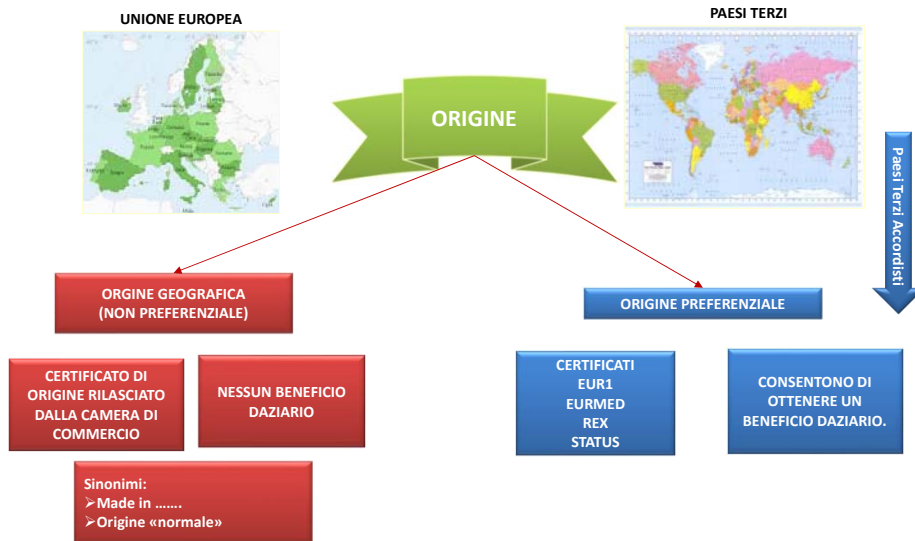 UNIONE EUROPEA
PAESI TERZI
ORIGINE
Paesi Terzi Accordisti
ORGINE GEOGRAFICA
(NON PREFERENZIALE)
ORIGINE PREFERENZIALE
CERTIFICATO DI
ORIGINE RILASCIATO
DALLA CAMERA DI
COMMERCIO
NESSUN BENEFICIO
DAZIARIO
CERTIFICATI
EUR1
EURMED
REX
STATUS
CONSENTONO DI
OTTENERE UN
BENEFICIO DAZIARIO.
Sinonimi:
➢Made in …….
➢Origine «normale»